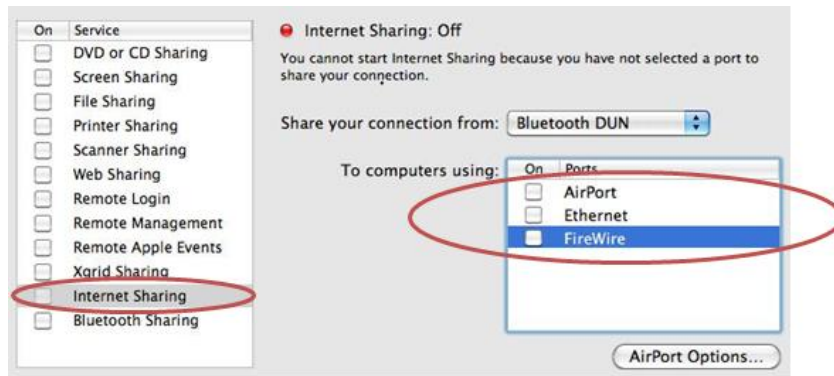 On Service
DVD or CD Sharing
Screen Sharing
File Sharing
Printer Sharing
Scanner Sharing
Web Sharing
Remote Login
Remote Management
Remote Apple Events
Xgrid Sharing
Internet Sharing
Bluetooth Sharing
Internet Sharing: Off
You cannot start Internet Sharing because you have not selected a port to
share your connection.
Share your connection from: Bluetooth DUN
To computers using:
On Ports
AirPort
Ethernet
FireWire
AirPort Options...